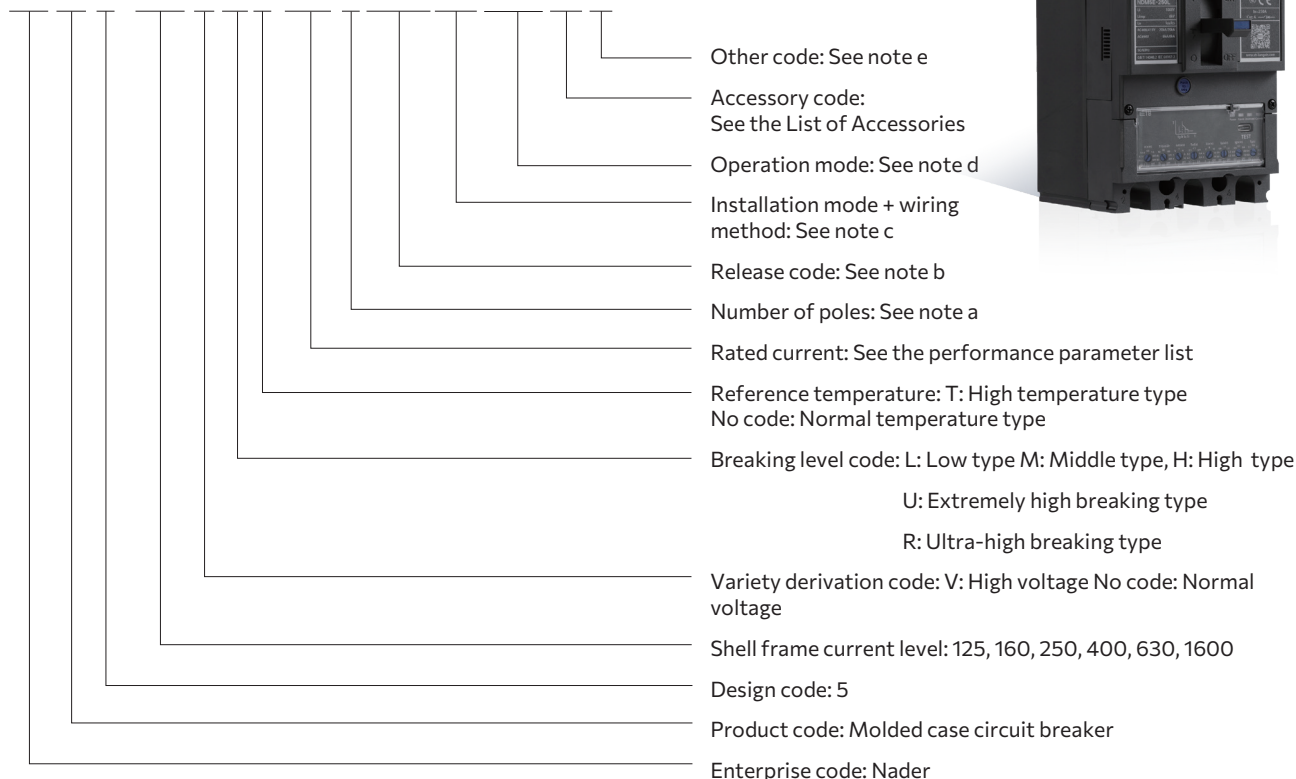 Other code: See note e
Accessory code:
See the List of Accessories
Operation mode: See note d
Installation mode + wiring
method: See note c
Release code: See note b
Number of poles: See note a
Rated current: See the performance parameter list
Reference temperature: T: High temperature type
No code: Normal temperature type
Breaking level code: L: Low type M: Middle type, H: High type
U: Extremely high breaking type
R: Ultra-high breaking type
Variety derivation code: V: High voltage No code: Normal
voltage
Shell frame current level: 125, 160, 250, 400, 630, 1600
Design code: 5
Product code: Molded case circuit breaker
Enterprise code: Nader
TEST